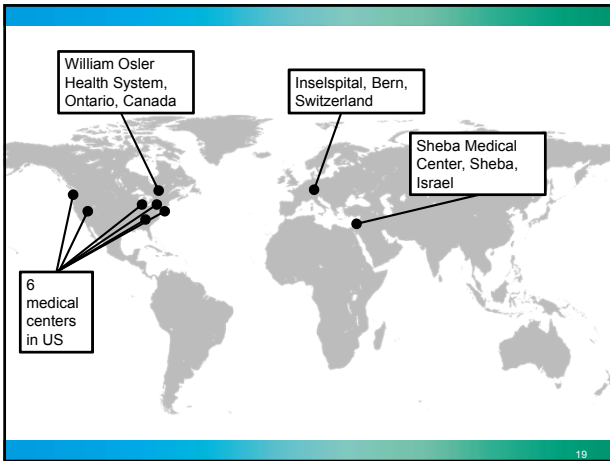 William Osler
Health System,
Ontario, Canada
Inselspital, Bern,
Switzerland
Sheba Medical
Center, Sheba,
Israel
6
medical
centers
in US
19